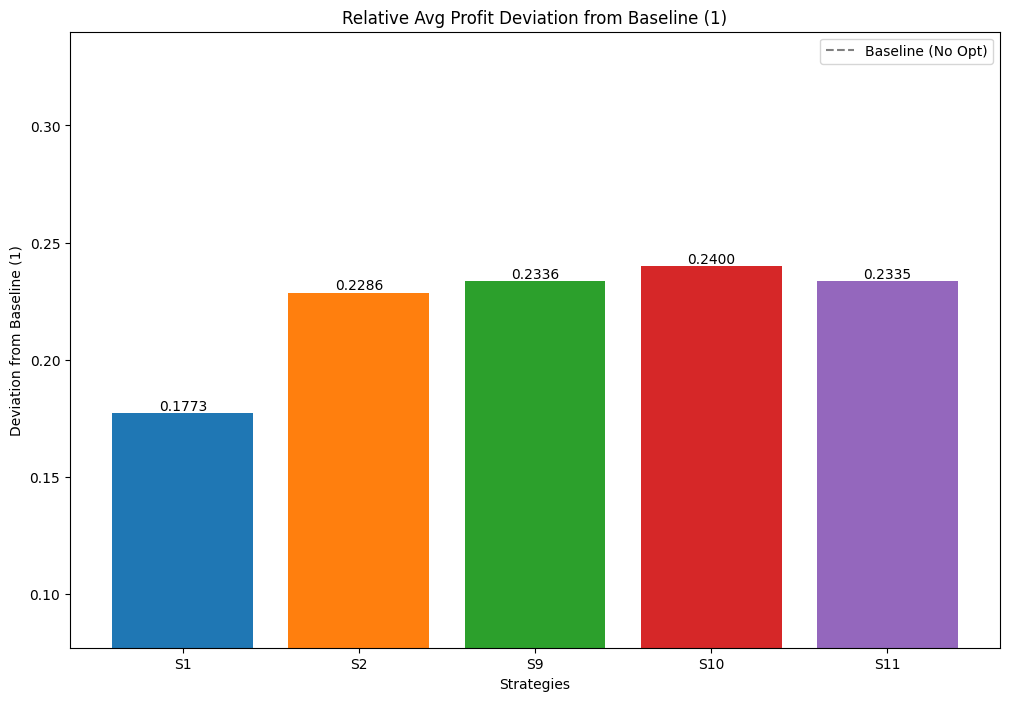 Relative Avg Profit Deviation from Baseline (1)
Baseline (No Opt)
Deviation from Baseline (1)
0.30
0.25
0.20
0.15
0.10
0.1773
0.2286
0.2336
0.2400
0.2335
S1
S2
S9
S10
S11
Strategies